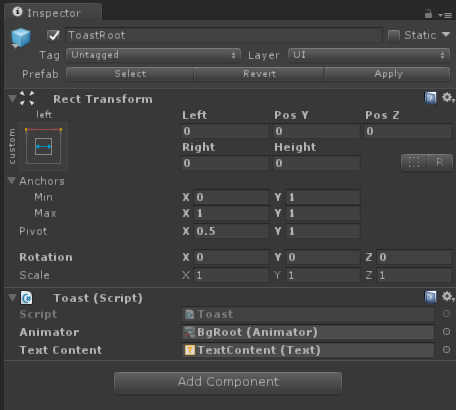 Inspector
ToastRoot Static
Tag Untagged Layer UI
Prefab Select Revert Apply
Rect Transform
left
custom
Left Pos Y Pos Z
0 0 0
Right Height
0 0
R
Anchors
Min X 0 Y 1
Max X 1 Y 1
Pivot X 0.5 Y 1
Rotation X 0 Y 0 Z 0
Scale X 1 Y 1 Z 1
Toast (Script)
Script Toast
Animator BgRoot (Animator)
Text Content TextContent (Text)
Add Component